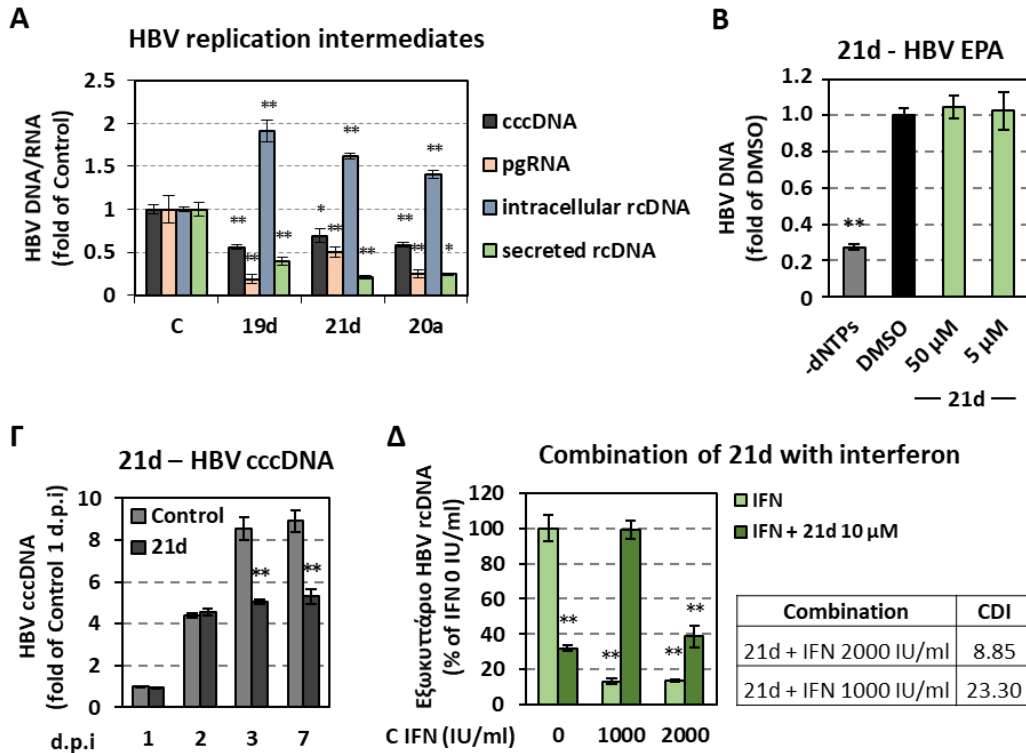 A
HBV replication intermediates
HBV DNA/RNA
(fold of Control)
2.5
2
1.5
1
0.5
0
**
**
**
**
*
**
**
**
**
**
**
*
C
19d
21d
20a
cccDNA
pgRNA
intracellular rcDNA
secreted rcDNA
B
21d - HBV EPA
HBV DNA
(fold of DMSO)
1.2
1.0
0.8
0.6
0.4
0.2
0.0
**
-dNTPs
DMSO
50 μM
5 μM
21d
Γ
21d – HBV cccDNA
HBV cccDNA
(fold of Control 1 d.p.i)
10
8
6
4
2
0
Control
21d
**
**
d.p.i 1 2 3 7
Δ
Combination of 21d with interferon
Εξωκυττάριο HBV rcDNA
(% of IFN 0 IU/ml)
120
100
80
60
40
20
0
**
**
**
**
C IFN (IU/ml) 0 1000 2000
IFN
IFN + 21d 10 μM
Combination CDI
21d + IFN 2000 IU/ml 8.85
21d + IFN 1000 IU/ml 23.30